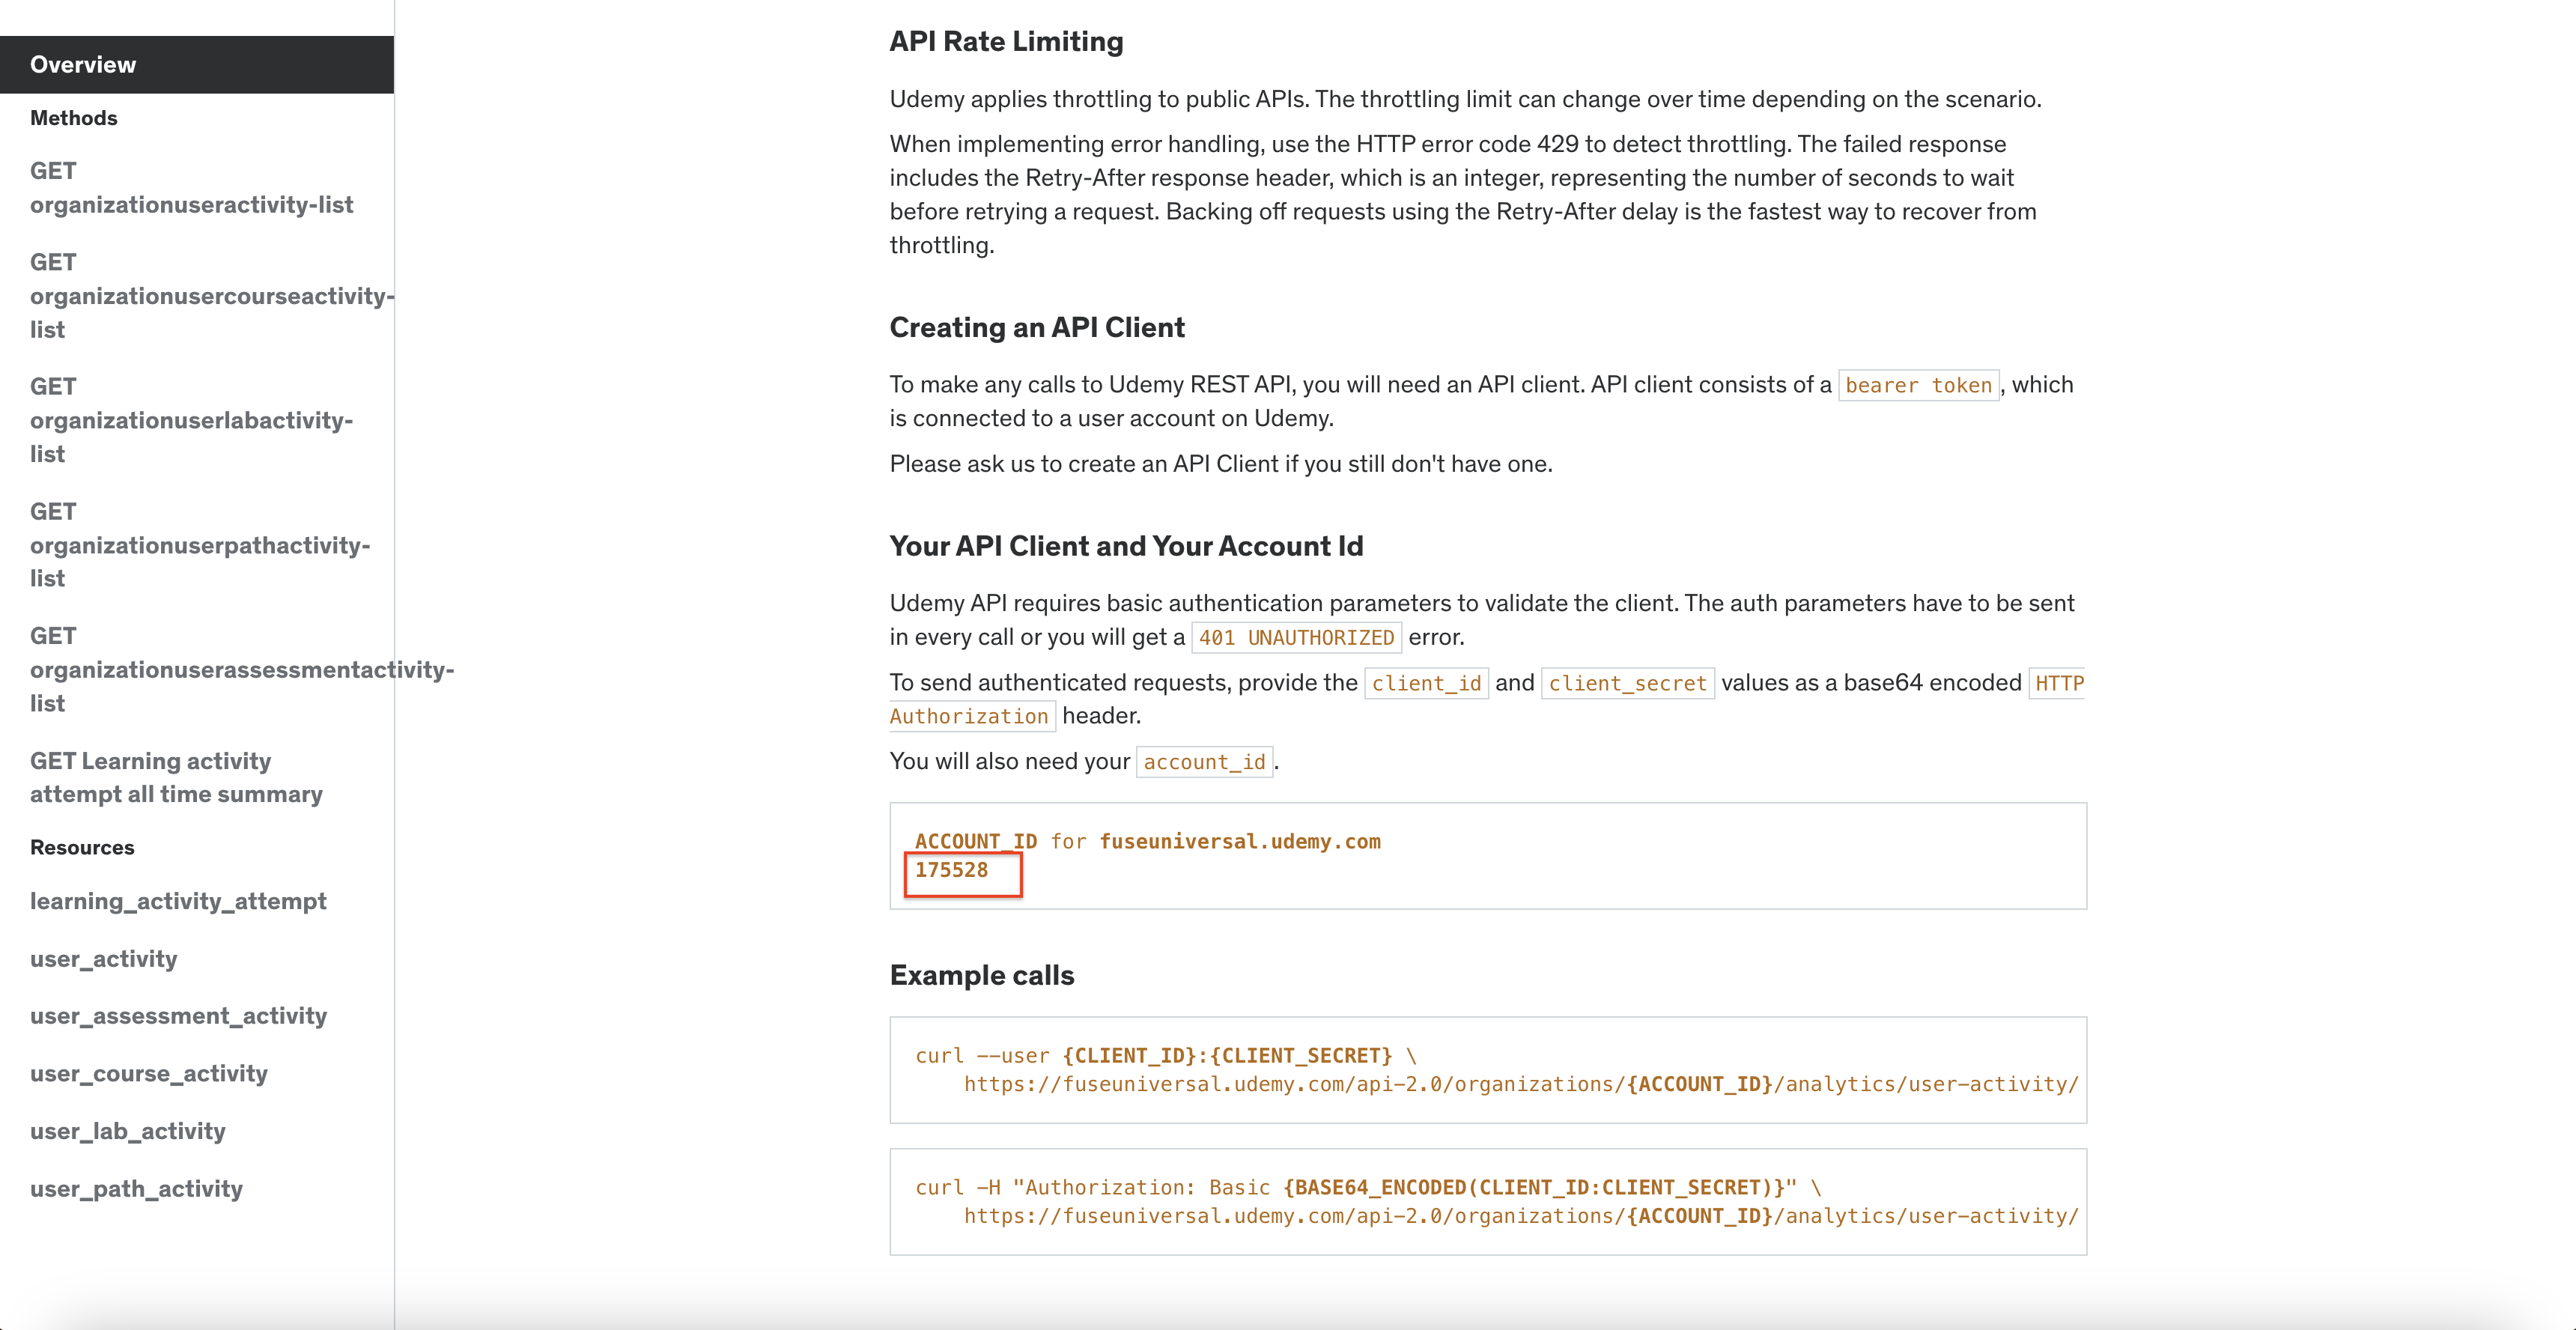 Overview
Methods
GET
organizationuseractivity-list
GET
organizationusercourseactivity-
list
GET
organizationuserlabactivity-
list
GET
organizationuserpathactivity-
list
GET
organizationuserassessmentactivity-
list
GET Learning activity
attempt all time summary
Resources
learning_activity_attempt
user_activity
user_assessment_activity
user_course_activity
user_lab_activity
user_path_activity
API Rate Limiting
Udemy applies throttling to public APIs. The throttling limit can change over time depending on the scenario.
When implementing error handling, use the HTTP error code 429 to detect throttling. The failed response
includes the Retry-After response header, which is an integer, representing the number of seconds to wait
before retrying a request. Backing off requests using the Retry-After delay is the fastest way to recover from
throttling.
Creating an API Client
To make any calls to Udemy REST API, you will need an API client. API client consists of a bearer token, which
is connected to a user account on Udemy.
Please ask us to create an API Client if you still don't have one.
Your API Client and Your Account Id
Udemy API requires basic authentication parameters to validate the client. The auth parameters have to be sent
in every call or you will get a 401 UNAUTHORIZED error.
To send authenticated requests, provide the client_id and client_secret values as a base64 encoded HTTP
Authorization header.
You will also need your account_id.
ACCOUNT_ID for fuseuniversal.udemy.com
175528
Example calls
curl --user {CLIENT_ID}:{CLIENT_SECRET} \
https://fuseuniversal.udemy.com/api-2.0/organizations/{ACCOUNT_ID}/analytics/user-activity/
curl -H "Authorization: Basic {BASE64_ENCODED(CLIENT_ID:CLIENT_SECRET)}" \
https://fuseuniversal.udemy.com/api-2.0/organizations/{ACCOUNT_ID}/analytics/user-activity/